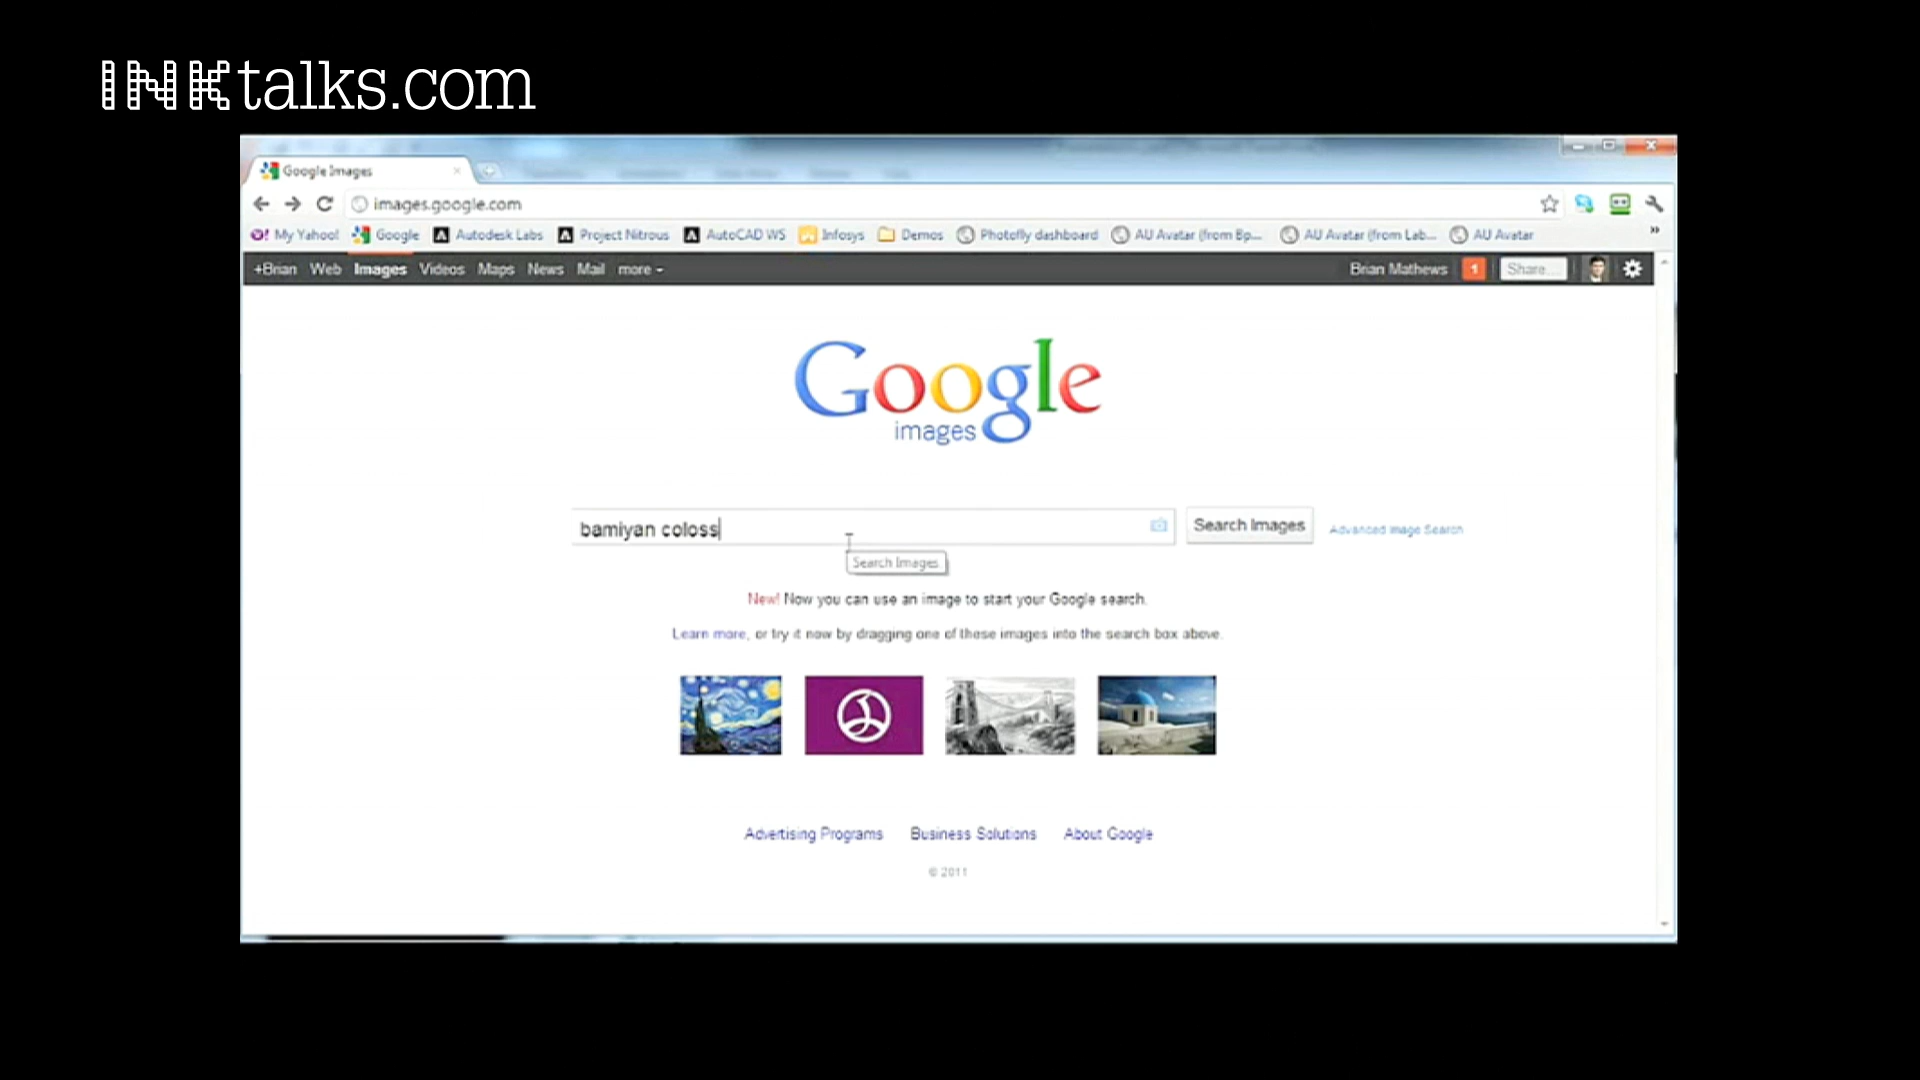 INKtalks.com
Google Images
images.google.com
My Yahoo! Google Autodesk Labs Project Nitrous AutoCAD WS Infosys Demos Photofly dashboard AU Avatar (from Bp... AU Avatar (from Lab... AU Avatar »
+Brian Web Images Videos Maps News Mail more Brian Mathews 1 Share...
Google
images
bamiyan coloss Search Images Advanced Image Search
Search Images
New! Now you can use an image to start your Google search.
Learn more, or try it now by dragging one of these images into the search box above.
Advertising Programs Business Solutions About Google
© 2011